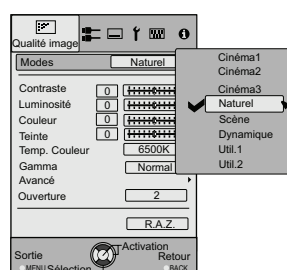 Qualité image
Modes Naturel
Contraste 0
Luminosité 0
Couleur 0
Teinte 0
Temp. Couleur 6500K
Gamma Normal
Avancé
Ouverture 2
R.A.Z.
Activation
Sortie Retour
MENU Sélection BACK
Cinéma1
Cinéma2
Cinéma3
Naturel
Scène
Dynamique
Util.1
Util.2